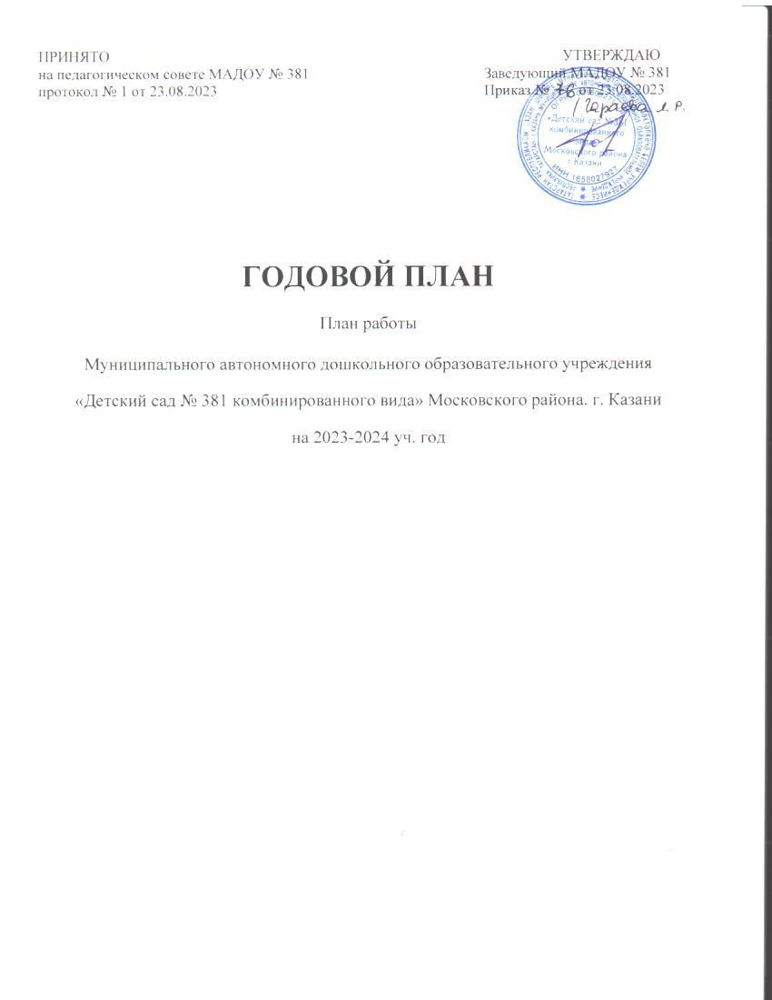 ПРИНЯТО
на педагогическом совете МАДОУ № 381
протокол № 1 от 23.08.2023
УТВЕРЖДАЮ
Заведующий МАДОУ № 381
Приказ № 76 от 23.08.2023
/ Гараева Л. Р.
«Детский сад №381
комбинированного
вида»
Московского района
г Казани
ИНН 1658027927
ГОДОВОЙ ПЛАН
План работы
Муниципального автономного дошкольного образовательного учреждения
«Детский сад № 381 комбинированного вида» Московского района. г. Казани
на 2023-2024 уч. год